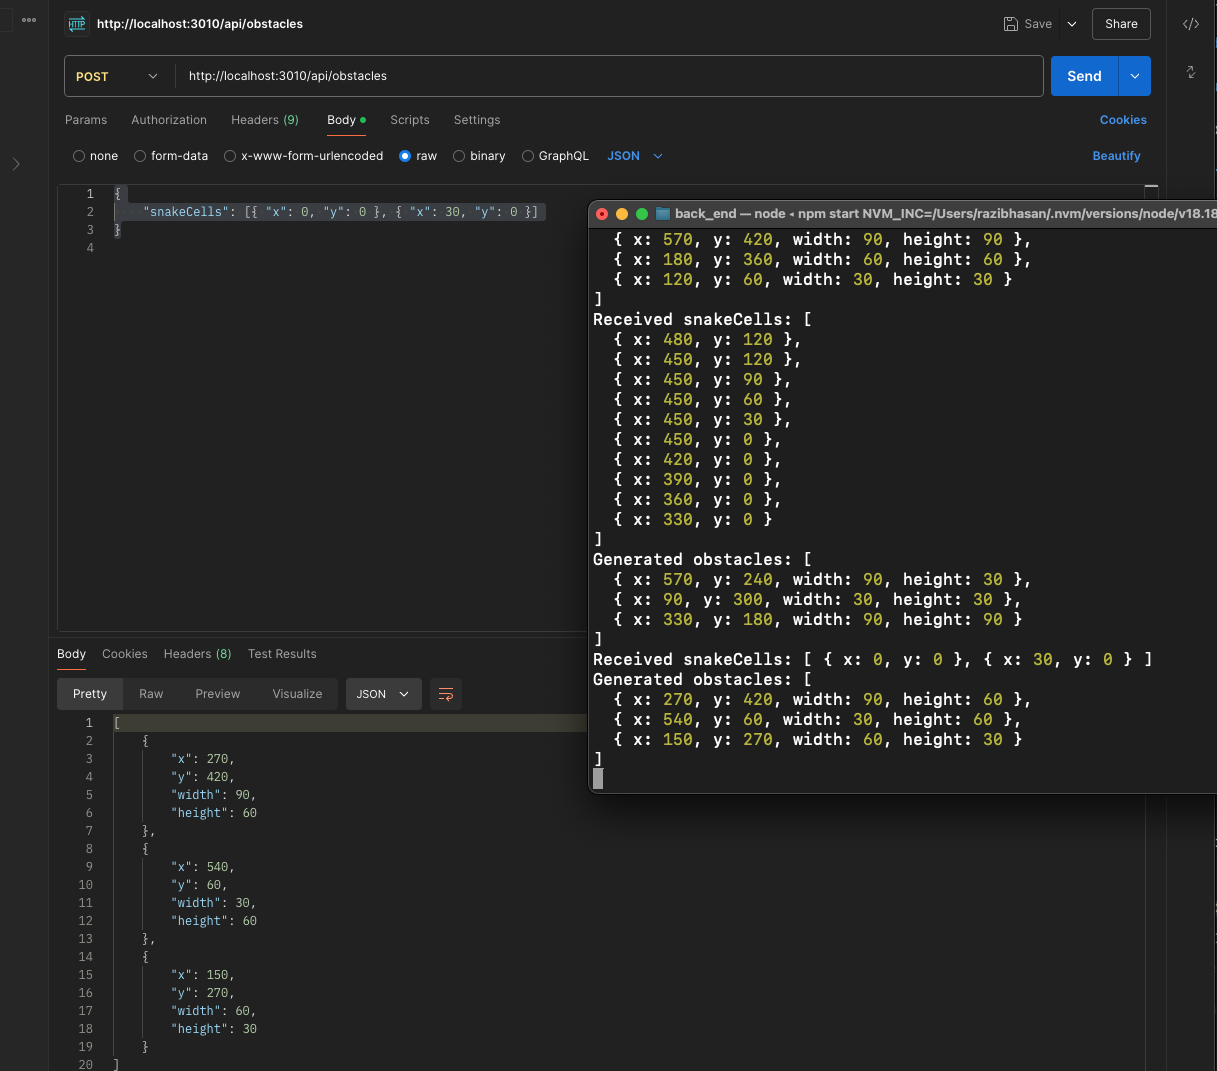 HTTP http://localhost:3010/api/obstacles
Save
Share
POST
http://localhost:3010/api/obstacles
Send
Params Authorization Headers (9) Body Scripts Settings Cookies
none form-data x-www-form-urlencoded raw binary GraphQL JSON Beautify
1 {
2 "snakeCells": [{ "x": 0, "y": 0 }, { "x": 30, "y": 0 }]
3 }
4
back_end — node ◂ npm start NVM_INC=/Users/razibhasan/.nvm/versions/node/v18.18
{ x: 570, y: 420, width: 90, height: 90 },
{ x: 180, y: 360, width: 60, height: 60 },
{ x: 120, y: 60, width: 30, height: 30 }
]
Received snakeCells: [
{ x: 480, y: 120 },
{ x: 450, y: 120 },
{ x: 450, y: 90 },
{ x: 450, y: 60 },
{ x: 450, y: 30 },
{ x: 450, y: 0 },
{ x: 420, y: 0 },
{ x: 390, y: 0 },
{ x: 360, y: 0 },
{ x: 330, y: 0 }
]
Generated obstacles: [
{ x: 570, y: 240, width: 90, height: 30 },
{ x: 90, y: 300, width: 30, height: 30 },
{ x: 330, y: 180, width: 90, height: 90 }
]
Received snakeCells: [ { x: 0, y: 0 }, { x: 30, y: 0 } ]
Generated obstacles: [
{ x: 270, y: 420, width: 90, height: 60 },
{ x: 540, y: 60, width: 30, height: 60 },
{ x: 150, y: 270, width: 60, height: 30 }
]
Body Cookies Headers (8) Test Results
Pretty Raw Preview Visualize JSON
1 [
2 {
3 "x": 270,
4 "y": 420,
5 "width": 90,
6 "height": 60
7 },
8 {
9 "x": 540,
10 "y": 60,
11 "width": 30,
12 "height": 60
13 },
14 {
15 "x": 150,
16 "y": 270,
17 "width": 60,
18 "height": 30
19 }
20 ]